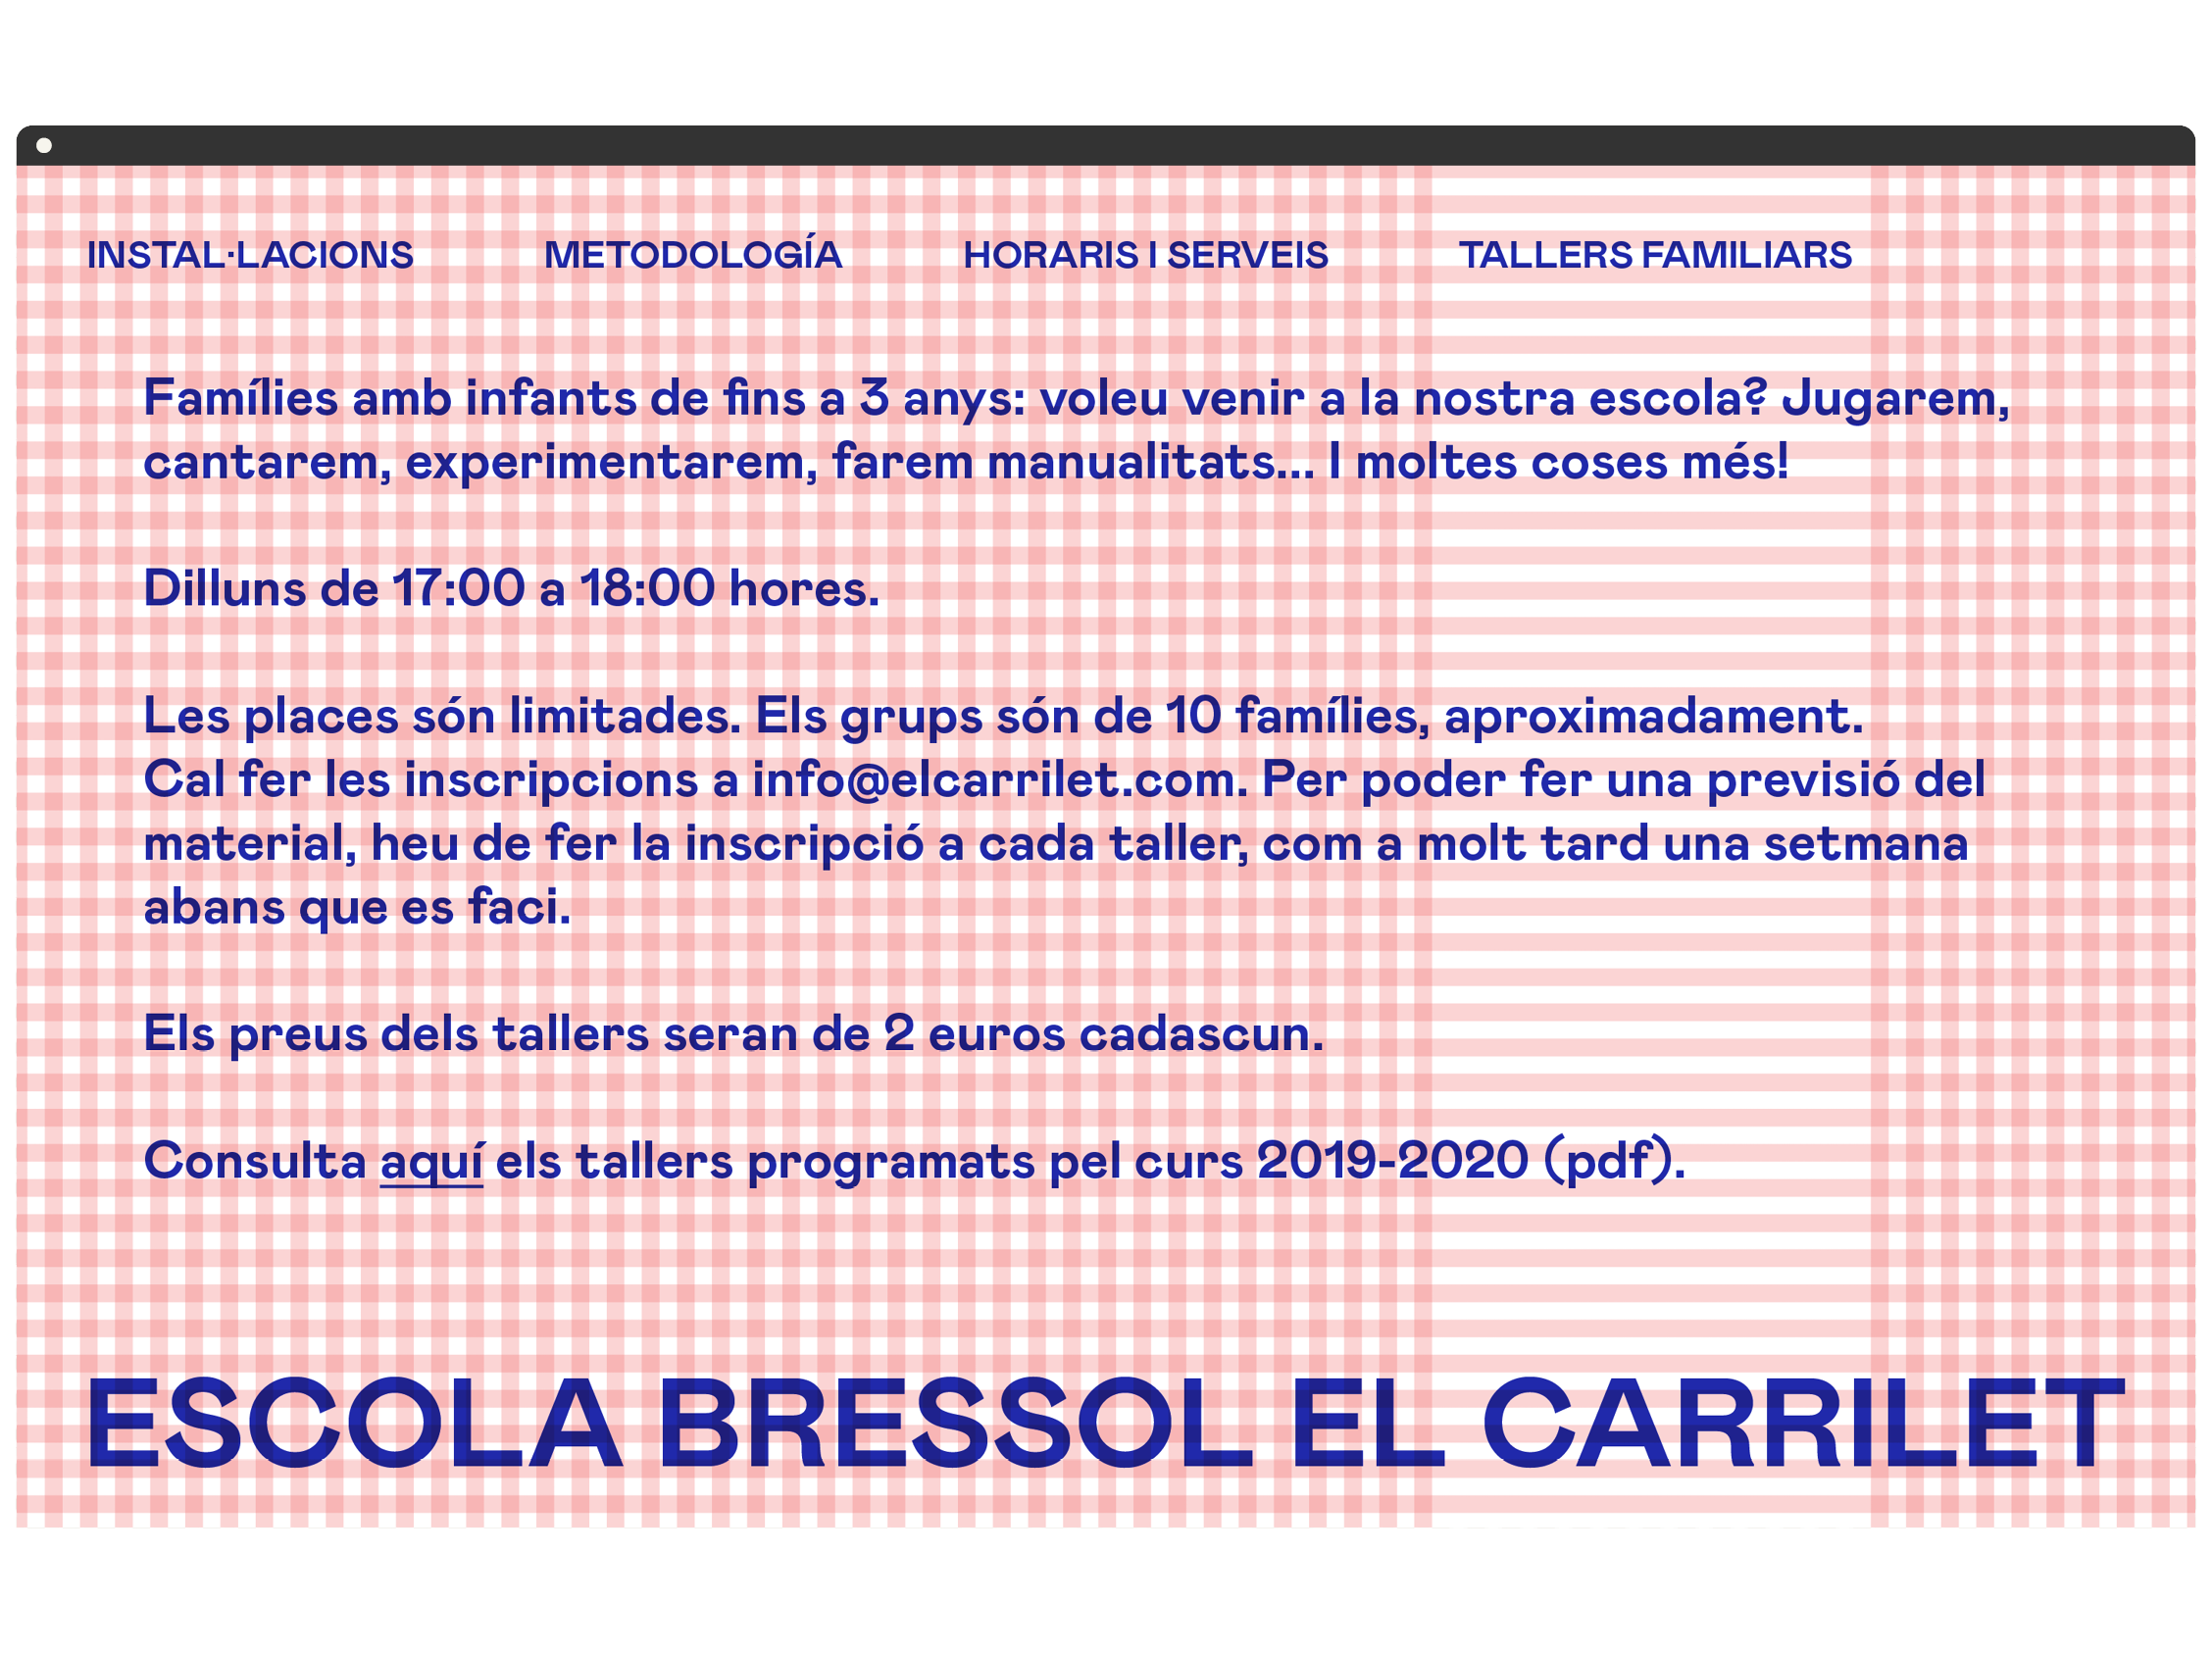 INSTAL·LACIONS METODOLOGÍA HORARIS I SERVEIS TALLERS FAMILIARS
Famílies amb infants de fins a 3 anys: voleu venir a la nostra escola? Jugarem,
cantarem, experimentarem, farem manualitats... I moltes coses més!
Dilluns de 17:00 a 18:00 hores.
Les places són limitades. Els grups són de 10 famílies, aproximadament.
Cal fer les inscripcions a info@elcarrilet.com. Per poder fer una previsió del
material, heu de fer la inscripció a cada taller, com a molt tard una setmana
abans que es faci.
Els preus dels tallers seran de 2 euros cadascun.
Consulta aquí els tallers programats pel curs 2019-2020 (pdf).
ESCOLA BRESSOL EL CARRILET